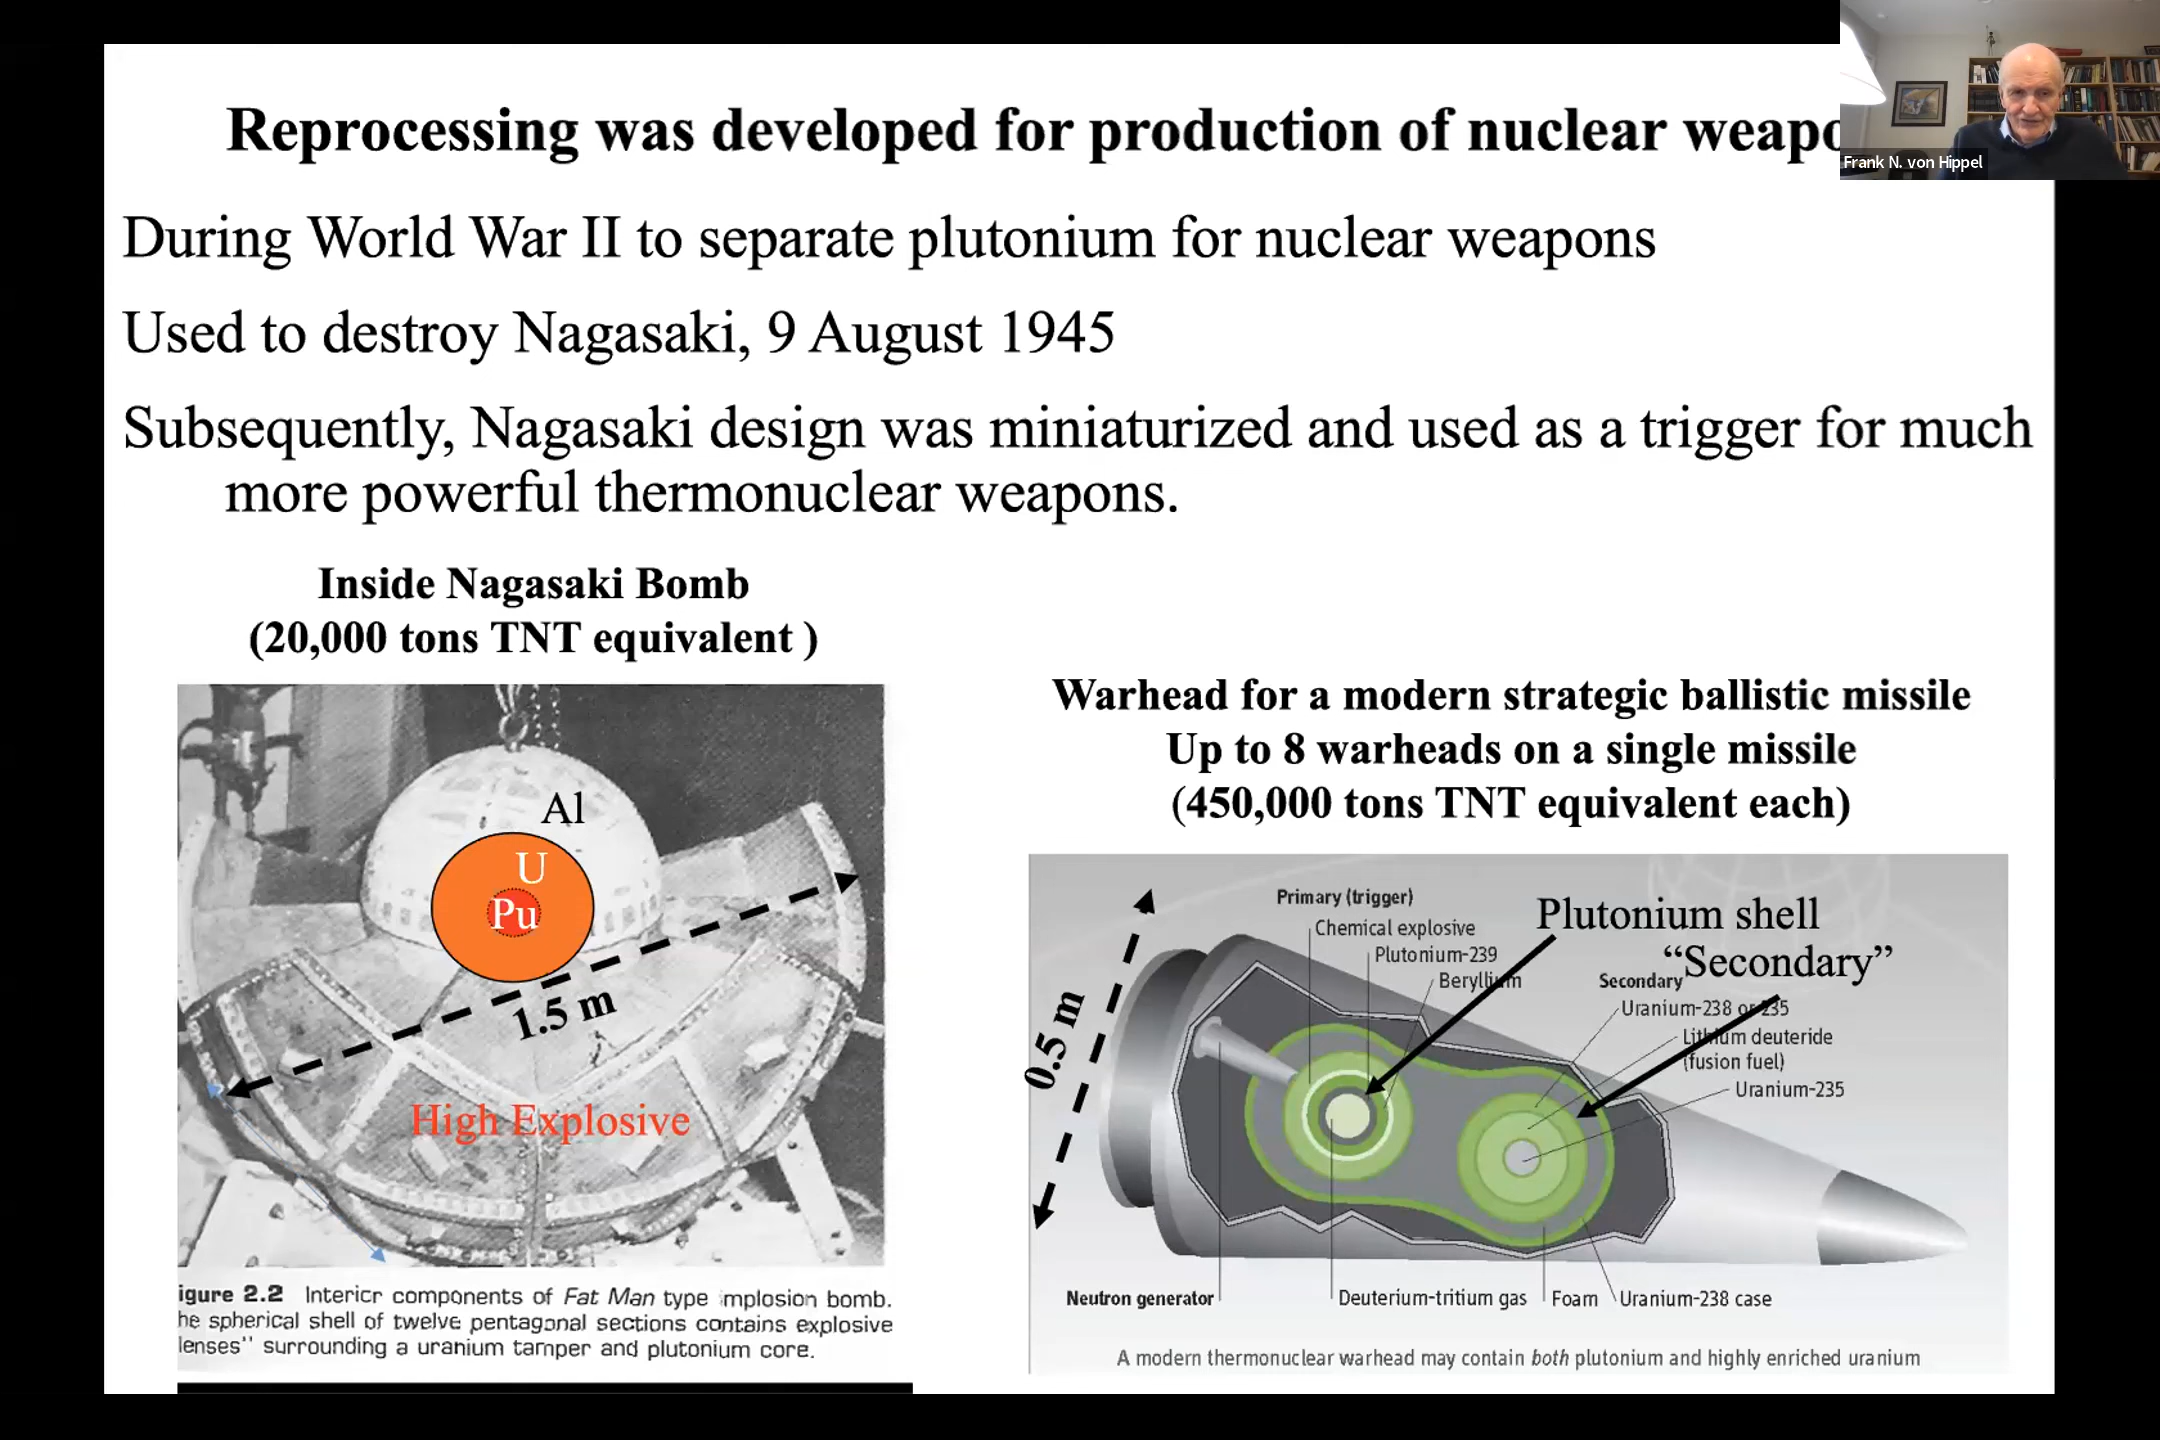 Reprocessing was developed for production of nuclear weapo
Frank N. von Hippel
During World War II to separate plutonium for nuclear weapons
Used to destroy Nagasaki, 9 August 1945
Subsequently, Nagasaki design was miniaturized and used as a trigger for much
more powerful thermonuclear weapons.
Inside Nagasaki Bomb
(20,000 tons TNT equivalent )
Al
U
Pu
1.5 m
High Explosive
igure 2.2 Interior components of Fat Man type implosion bomb.
he spherical shell of twelve pentagonal sections contains explosive
lenses" surrounding a uranium tamper and plutonium core.
Warhead for a modern strategic ballistic missile
Up to 8 warheads on a single missile
(450,000 tons TNT equivalent each)
0.5 m
Primary (trigger)
Chemical explosive
Plutonium-239
Beryllium
Plutonium shell
“Secondary”
Secondary
Uranium-238 or 235
Lithium deuteride
(fusion fuel)
Uranium-235
Neutron generator
Deuterium-tritium gas
Foam
Uranium-238 case
A modern thermonuclear warhead may contain both plutonium and highly enriched uranium